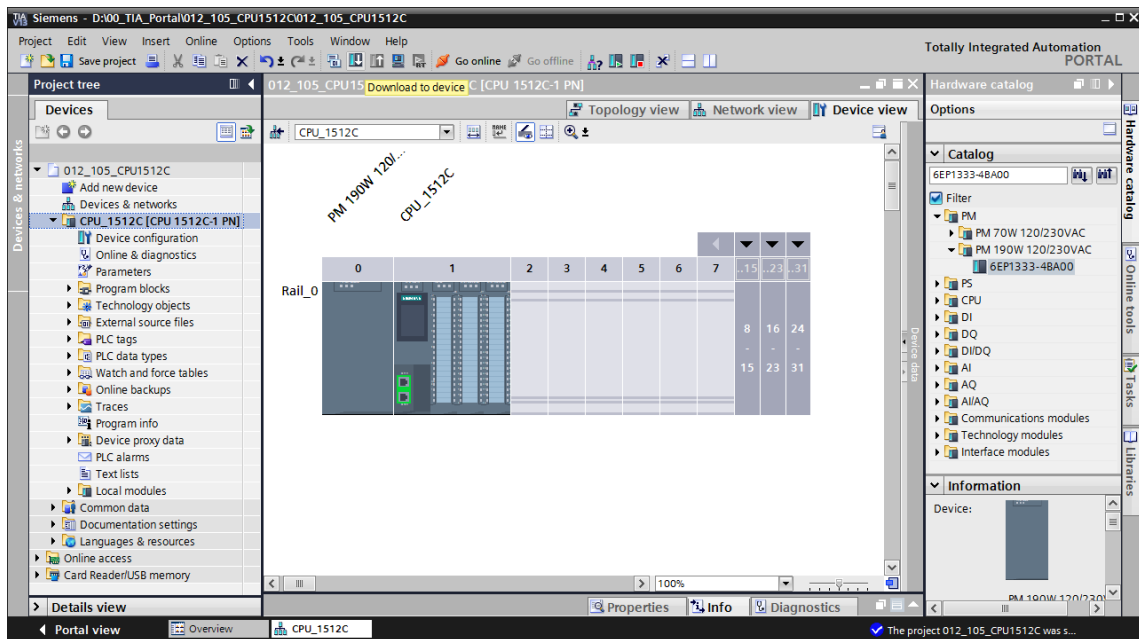 Siemens - D:\00_TIA_Portal\012_105_CPU1512C\012_105_CPU1512C
Project Edit View Insert Online Options Tools Window Help
Save project
Go online
Go offline
Totally Integrated Automation
PORTAL
Project tree
012_105_CPU15
Download to device
C [CPU 1512C-1 PN]
Hardware catalog
Devices
Topology view
Network view
Device view
Options
CPU_1512C
012_105_CPU1512C
Add new device
Devices & networks
CPU_1512C [CPU 1512C-1 PN]
Device configuration
Online & diagnostics
Parameters
Program blocks
Technology objects
External source files
PLC tags
PLC data types
Watch and force tables
Online backups
Traces
Program info
Device proxy data
PLC alarms
Text lists
Local modules
Common data
Documentation settings
Languages & resources
Online access
Card Reader/USB memory
Details view
Devices & networks
PM 190W 120/...
CPU_1512C
0 1 2 3 4 5 6 7 ..15 ..23 ..31
Rail_0
SIEMENS
8 16 24
- - -
15 23 31
Device data
100%
Properties
Info
Diagnostics
Catalog
6EP1333-4BA00
Filter
PM
PM 70W 120/230VAC
PM 190W 120/230VAC
6EP1333-4BA00
PS
CPU
DI
DQ
DI/DQ
AI
AQ
AI/AQ
Communications modules
Technology modules
Interface modules
Information
Device:
PM 190W 120/230
Hardware catalog
Online tools
Tasks
Libraries
Portal view
Overview
CPU_1512C
The project 012_105_CPU1512C was s...